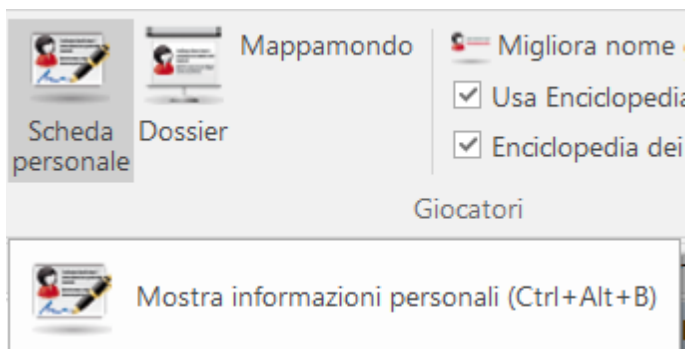 Scheda personale
Dossier
Mappamondo
Migliora nome
Usa Enciclopedia
Enciclopedia dei
Giocatori
Mostra informazioni personali (Ctrl+Alt+B)